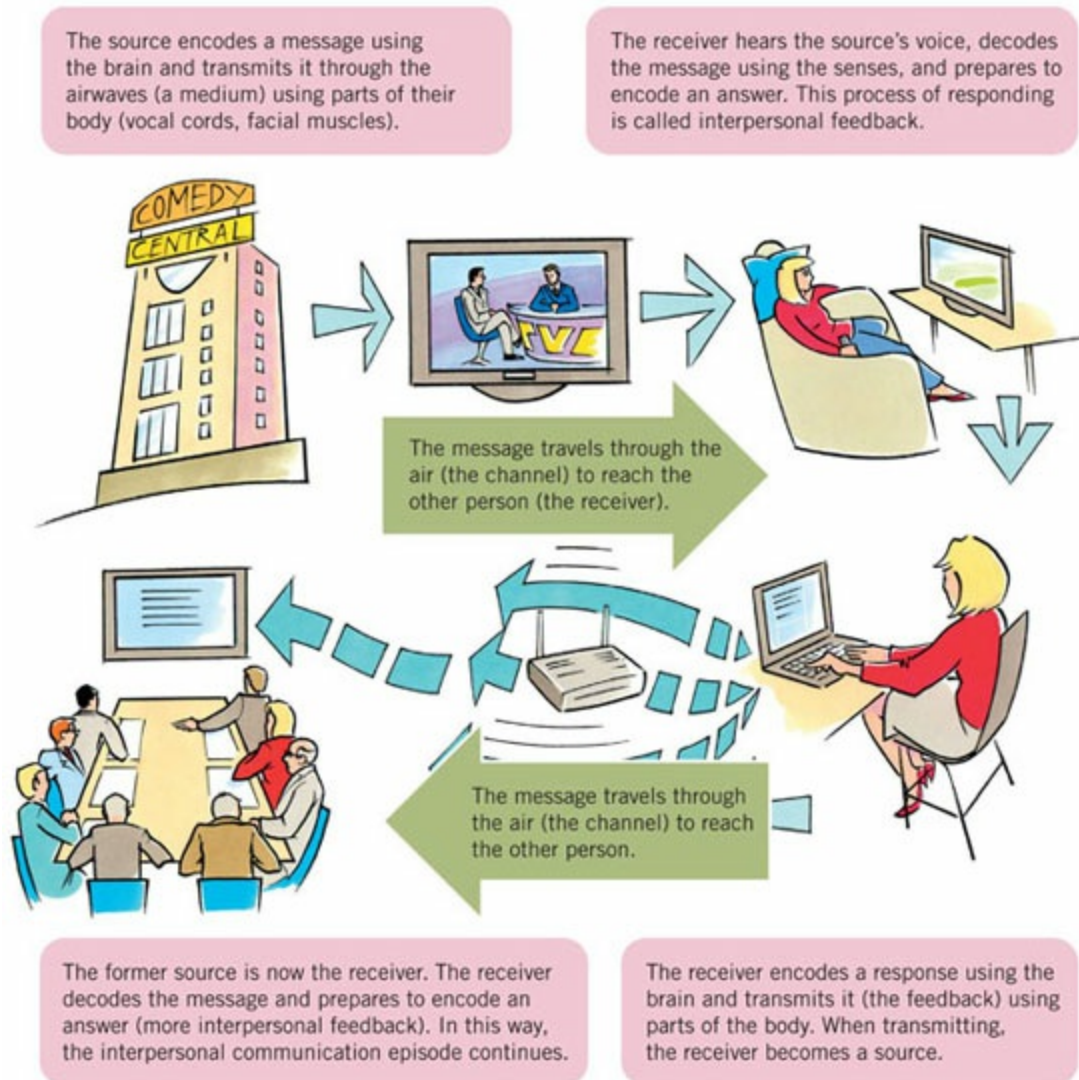 The source encodes a message using
the brain and transmits it through the
airwaves (a medium) using parts of their
body (vocal cords, facial muscles).
The receiver hears the source's voice, decodes
the message using the senses, and prepares to
encode an answer. This process of responding
is called interpersonal feedback.
COMEDY
CENTRAL
The message travels through the
air (the channel) to reach the
other person (the receiver).
The message travels through
the air (the channel) to reach
the other person.
The former source is now the receiver. The receiver
decodes the message and prepares to encode an
answer (more interpersonal feedback). In this way,
the interpersonal communication episode continues.
The receiver encodes a response using the
brain and transmits it (the feedback) using
parts of the body. When transmitting,
the receiver becomes a source.